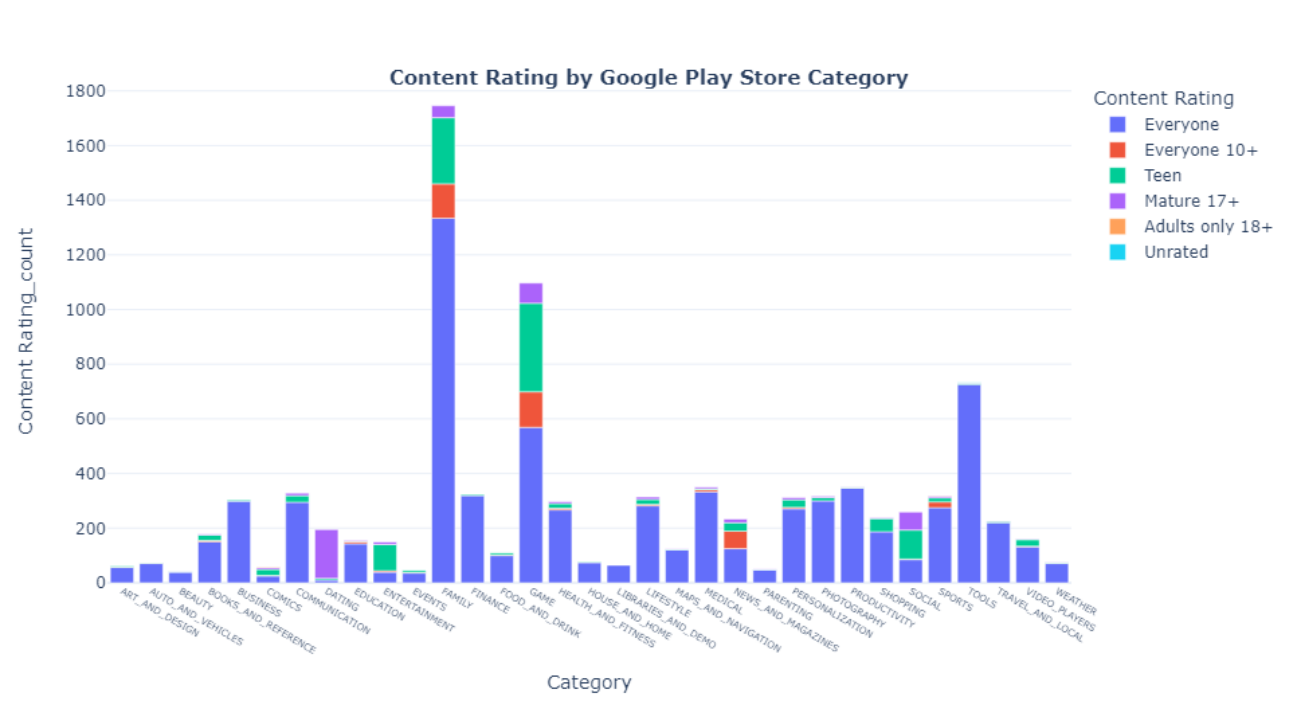 Content Rating by Google Play Store Category
Content Rating_count
1800
1600
1400
1200
1000
800
600
400
200
0
ART_AND_DESIGN
AUTO_AND_VEHICLES
BEAUTY
BOOKS_AND_REFERENCE
BUSINESS
COMICS
COMMUNICATION
DATING
EDUCATION
ENTERTAINMENT
EVENTS
FAMILY
FINANCE
FOOD_AND_DRINK
GAME
HEALTH_AND_FITNESS
HOUSE_AND_HOME
LIBRARIES_AND_DEMO
LIFESTYLE
MAPS_AND_NAVIGATION
MEDICAL
NEWS_AND_MAGAZINES
PARENTING
PERSONALIZATION
PHOTOGRAPHY
PRODUCTIVITY
SHOPPING
SOCIAL
SPORTS
TOOLS
TRAVEL_AND_LOCAL
VIDEO_PLAYERS
WEATHER
Category
Content Rating
Everyone
Everyone 10+
Teen
Mature 17+
Adults only 18+
Unrated